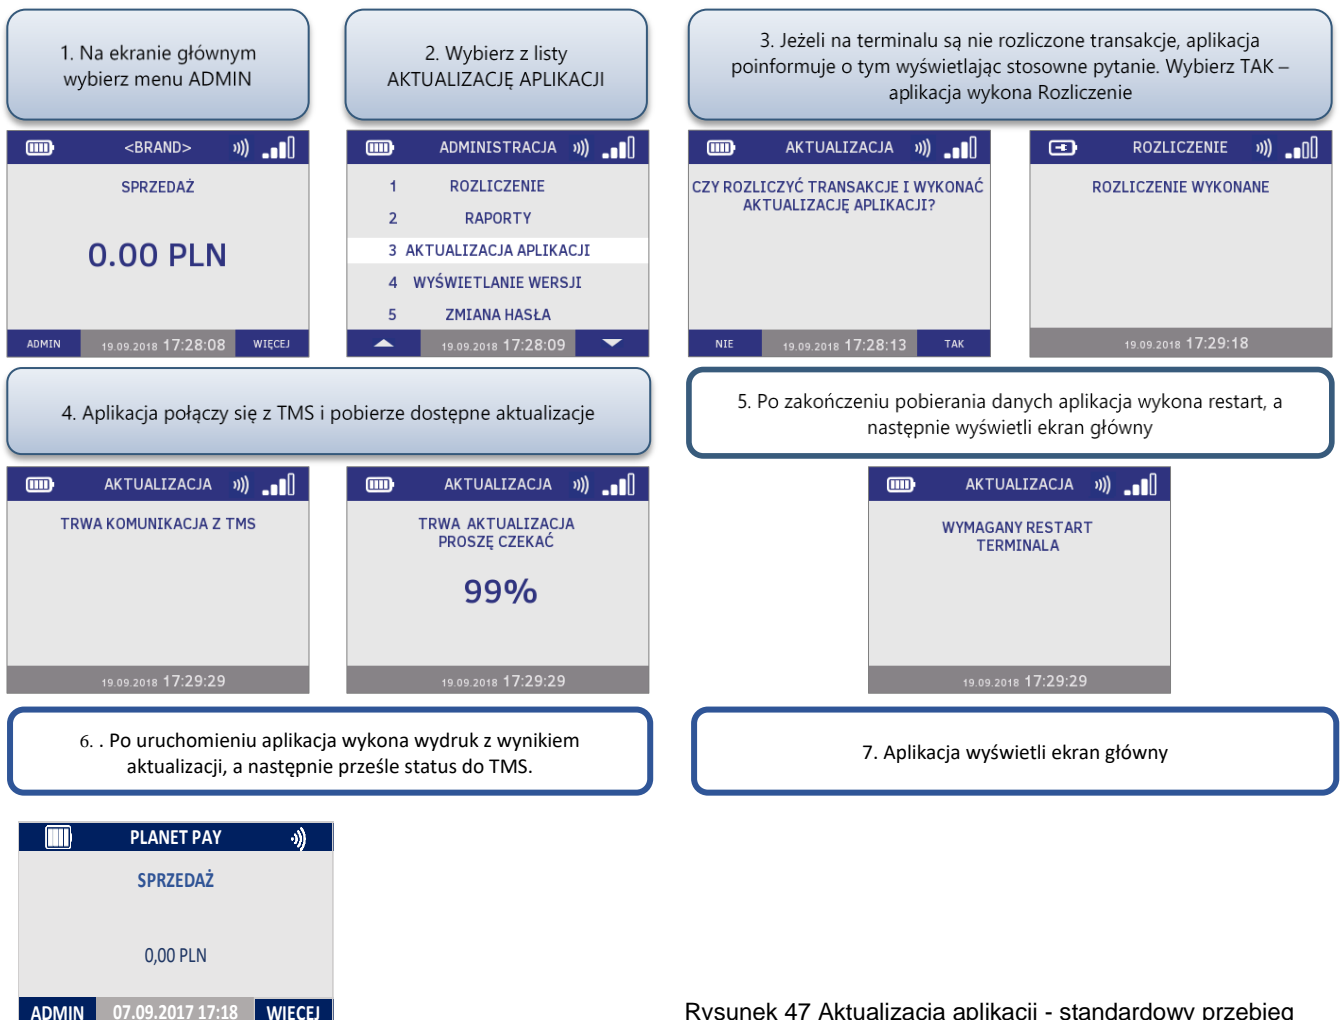 1. Na ekranie głównym
wybierz menu ADMIN
2. Wybierz z listy
AKTUALIZACJĘ APLIKACJI
3. Jeżeli na terminalu są nie rozliczone transakcje, aplikacja
poinformuje o tym wyświetlając stosowne pytanie. Wybierz TAK –
aplikacja wykona Rozliczenie
<BRAND>
SPRZEDAŻ
0.00 PLN
ADMIN 19.09.2018 17:28:08 WIĘCEJ
ADMINISTRACJA
1 ROZLICZENIE
2 RAPORTY
3 AKTUALIZACJA APLIKACJI
4 WYŚWIETLANIE WERSJI
5 ZMIANA HASŁA
19.09.2018 17:28:09
AKTUALIZACJA
CZY ROZLICZYĆ TRANSAKCJE I WYKONAĆ
AKTUALIZACJĘ APLIKACJI?
NIE 19.09.2018 17:28:13 TAK
ROZLICZENIE
ROZLICZENIE WYKONANE
19.09.2018 17:29:18
4. Aplikacja połączy się z TMS i pobierze dostępne aktualizacje
5. Po zakończeniu pobierania danych aplikacja wykona restart, a
następnie wyświetli ekran główny
AKTUALIZACJA
TRWA KOMUNIKACJA Z TMS
19.09.2018 17:29:29
AKTUALIZACJA
TRWA AKTUALIZACJA
PROSZĘ CZEKAĆ
99%
19.09.2018 17:29:29
AKTUALIZACJA
WYMAGANY RESTART
TERMINALA
19.09.2018 17:29:29
6. . Po uruchomieniu aplikacja wykona wydruk z wynikiem
aktualizacji, a następnie prześle status do TMS.
7. Aplikacja wyświetli ekran główny
PLANET PAY
SPRZEDAŻ
0,00 PLN
ADMIN 07.09.2017 17:18 WIĘCEJ
Rysunek 47 Aktualizacja aplikacji - standardowy przebieg